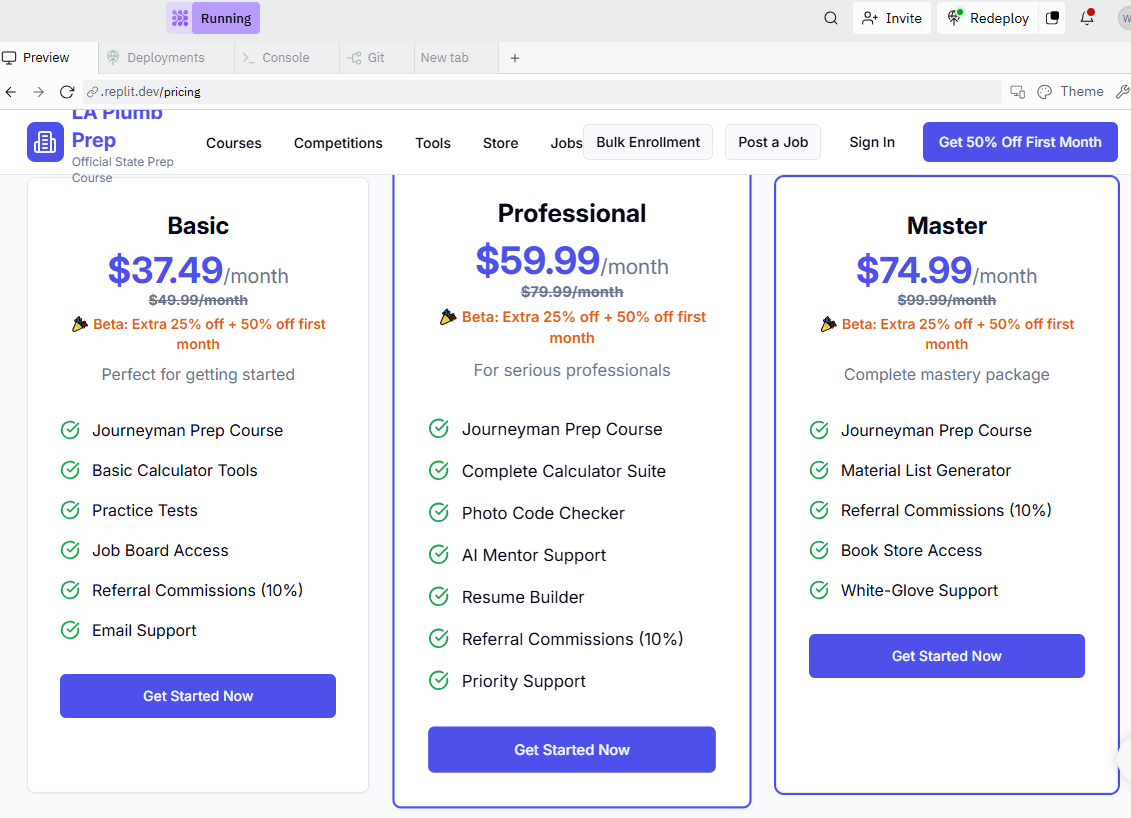 Running
Invite
Redeploy
W
Preview
Deployments
Console
Git
New tab
.replit.dev/pricing
Theme
LA Plumb
Prep
Official State Prep
Course
Courses
Competitions
Tools
Store
Jobs
Bulk Enrollment
Post a Job
Sign In
Get 50% Off First Month
Basic
$37.49/month
$49.99/month
Beta: Extra 25% off + 50% off first
month
Perfect for getting started
Journeyman Prep Course
Basic Calculator Tools
Practice Tests
Job Board Access
Referral Commissions (10%)
Email Support
Get Started Now
Professional
$59.99/month
$79.99/month
Beta: Extra 25% off + 50% off first
month
For serious professionals
Journeyman Prep Course
Complete Calculator Suite
Photo Code Checker
AI Mentor Support
Resume Builder
Referral Commissions (10%)
Priority Support
Get Started Now
Master
$74.99/month
$99.99/month
Beta: Extra 25% off + 50% off first
month
Complete mastery package
Journeyman Prep Course
Material List Generator
Referral Commissions (10%)
Book Store Access
White-Glove Support
Get Started Now